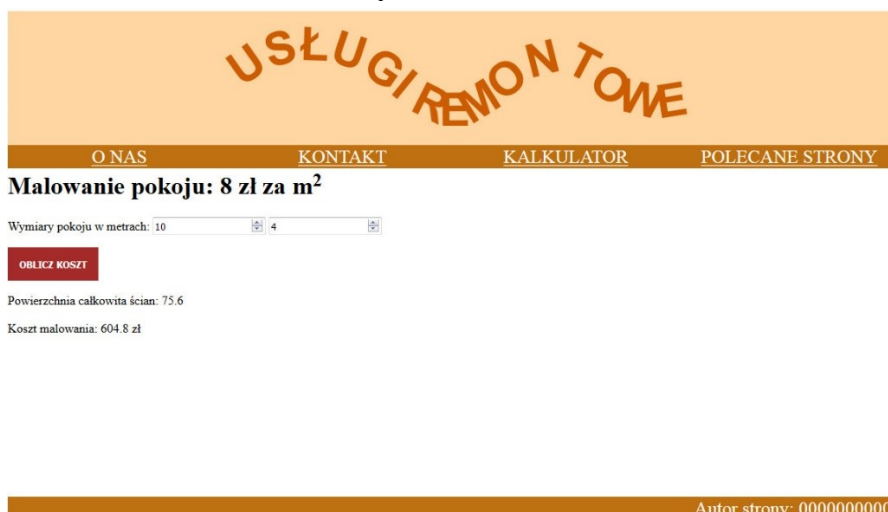 USŁUGI REMONTOWE
O NAS KONTAKT KALKULATOR POLECANE STRONY
Malowanie pokoju: 8 zł za m²
Wymiary pokoju w metrach: 10 4
OBLICZ KOSZT
Powierzchnia całkowita ścian: 75.6
Koszt malowania: 604.8 zł
Autor strony: 0000000000